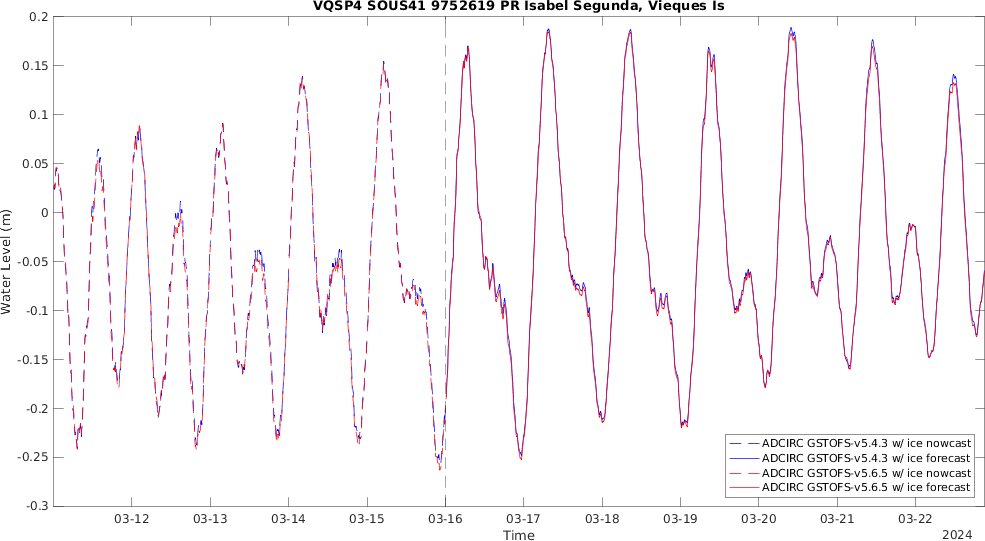 VQSP4 SOUS41 9752619 PR Isabel Segunda, Vieques Is
0.2
0.15
0.1
0.05
0
-0.05
-0.1
-0.15
-0.2
-0.25
-0.3
Water Level (m)
ADCIRC GSTOFS-v5.4.3 w/ ice nowcast
ADCIRC GSTOFS-v5.4.3 w/ ice forecast
ADCIRC GSTOFS-v5.6.5 w/ ice nowcast
ADCIRC GSTOFS-v5.6.5 w/ ice forecast
03-12 03-13 03-14 03-15 03-16 03-17 03-18 03-19 03-20 03-21 03-22
Time
2024